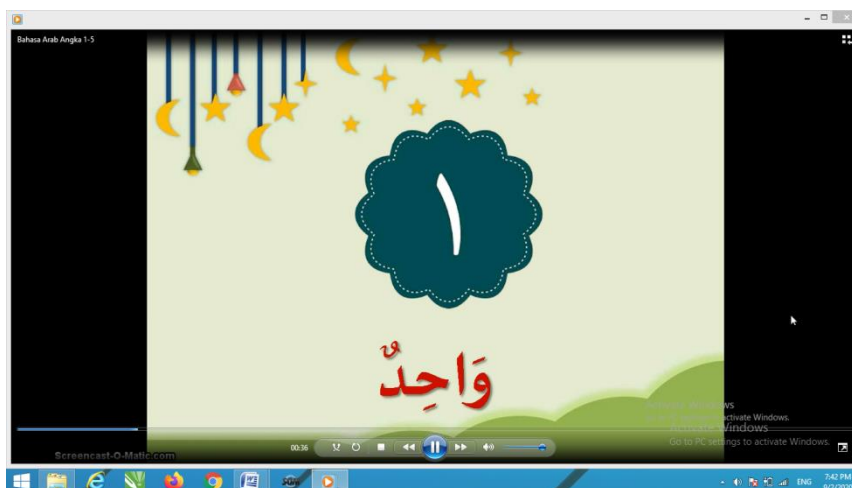 Bahasa Arab Angka 1-5
١
وَاحِدٌ
Activate Windows
Go to PC settings to activate Windows.
00:36
Screencast-O-Matic.com
SGN
ENG
7:42 PM